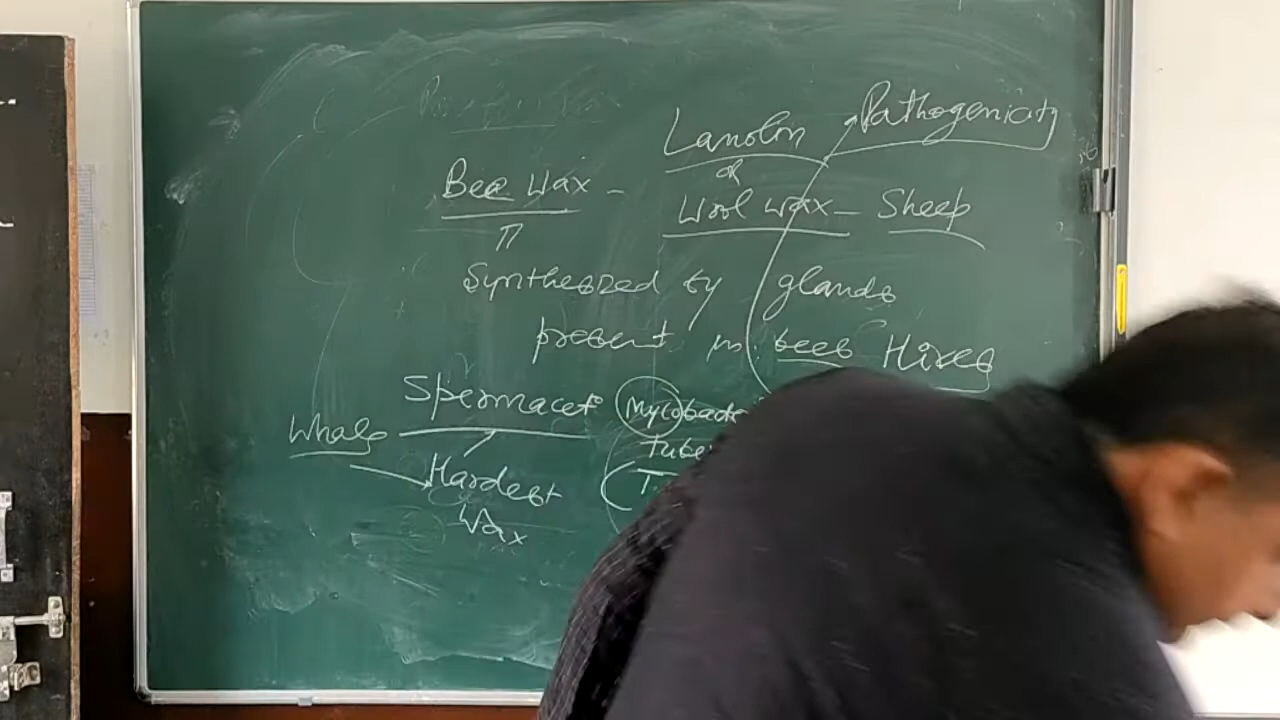 Lanolin Pathogenicity
Bee Wax - or
Wool wax - Sheep
Synthesized by glands
present in bees Hives
Spermacet Mycobacte
Whale Tube
Hardest T.
Wax